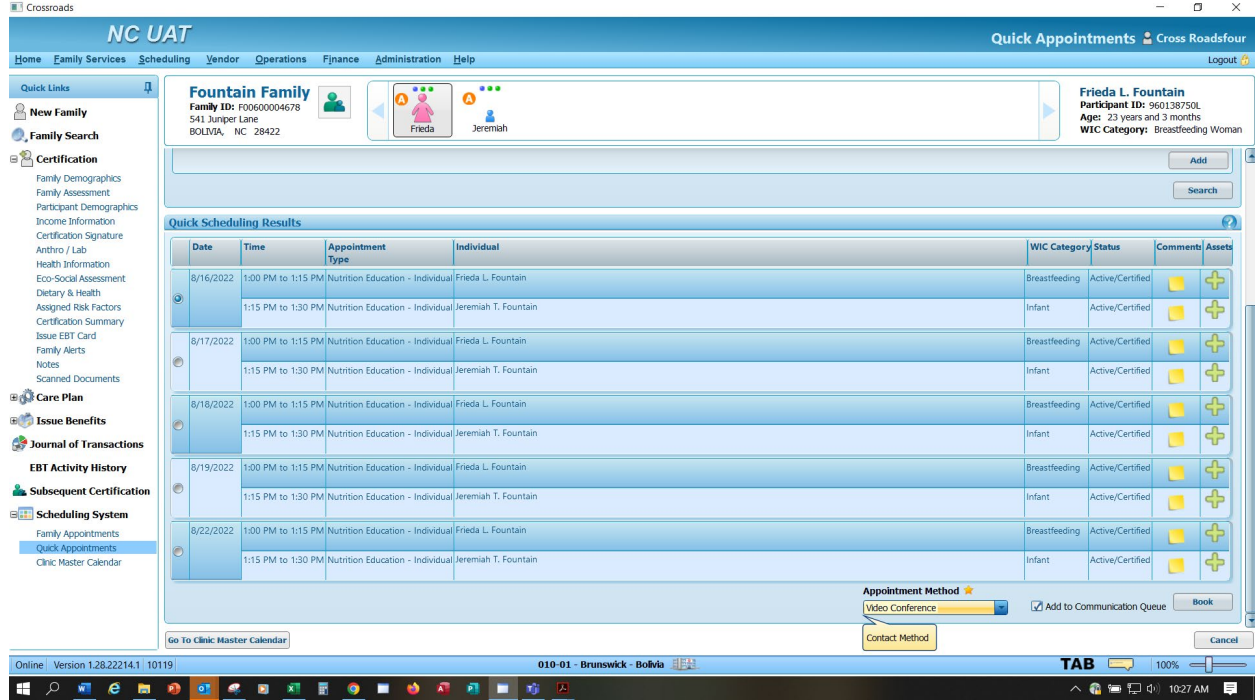 Crossroads
NC UAT
Quick Appointments Cross Roadsfour
Home Family Services Scheduling Vendor Operations Finance Administration Help Logout
Quick Links
New Family
Family Search
Certification
Family Demographics
Family Assessment
Participant Demographics
Income Information
Certification Signature
Anthro / Lab
Health Information
Eco-Social Assessment
Dietary & Health
Assigned Risk Factors
Certification Summary
Issue EBT Card
Family Alerts
Notes
Scanned Documents
Care Plan
Issue Benefits
Journal of Transactions
EBT Activity History
Subsequent Certification
Scheduling System
Family Appointments
Quick Appointments
Clinic Master Calendar
Fountain Family
Family ID: F00600004678
541 Juniper Lane
BOLIVIA, NC 28422
A
Frieda
A
Jeremiah
Frieda L. Fountain
Participant ID: 960138750L
Age: 23 years and 3 months
WIC Category: Breastfeeding Woman
Add
Search
Quick Scheduling Results
Date Time Appointment Type Individual WIC Category Status Comments Assets
8/16/2022 1:00 PM to 1:15 PM Nutrition Education - Individual Frieda L. Fountain Breastfeeding Active/Certified
1:15 PM to 1:30 PM Nutrition Education - Individual Jeremiah T. Fountain Infant Active/Certified
8/17/2022 1:00 PM to 1:15 PM Nutrition Education - Individual Frieda L. Fountain Breastfeeding Active/Certified
1:15 PM to 1:30 PM Nutrition Education - Individual Jeremiah T. Fountain Infant Active/Certified
8/18/2022 1:00 PM to 1:15 PM Nutrition Education - Individual Frieda L. Fountain Breastfeeding Active/Certified
1:15 PM to 1:30 PM Nutrition Education - Individual Jeremiah T. Fountain Infant Active/Certified
8/19/2022 1:00 PM to 1:15 PM Nutrition Education - Individual Frieda L. Fountain Breastfeeding Active/Certified
1:15 PM to 1:30 PM Nutrition Education - Individual Jeremiah T. Fountain Infant Active/Certified
8/22/2022 1:00 PM to 1:15 PM Nutrition Education - Individual Frieda L. Fountain Breastfeeding Active/Certified
1:15 PM to 1:30 PM Nutrition Education - Individual Jeremiah T. Fountain Infant Active/Certified
Appointment Method
Video Conference Add to Communication Queue Book
Contact Method
Go To Clinic Master Calendar Cancel
Online Version 1.28.22214.1 10119 010-01 - Brunswick - Bolivia TAB 100%
10:27 AM